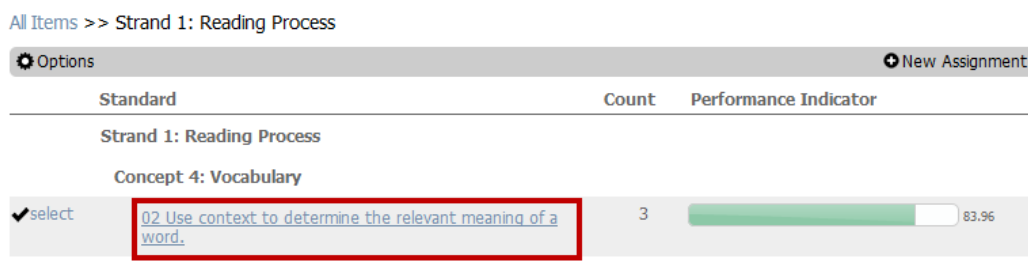 All Items >> Strand 1: Reading Process
Options New Assignment
Standard Count Performance Indicator
Strand 1: Reading Process
Concept 4: Vocabulary
select 02 Use context to determine the relevant meaning of a 3 83.96
word.